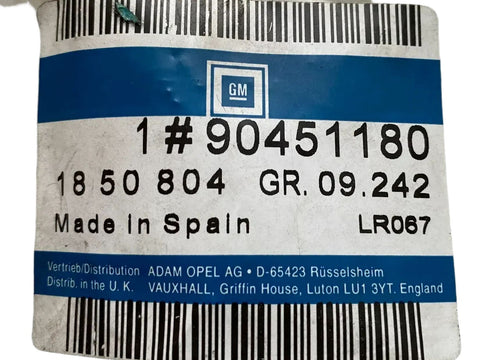 GM
1 # 90451180
18 50 804 GR. 09.242
Made in Spain LR067
Vertrieb/Distribution ADAM OPEL AG • D-65423 Rüsselsheim
Distrib. in the U. K. VAUXHALL, Griffin House, Luton LU1 3YT. England